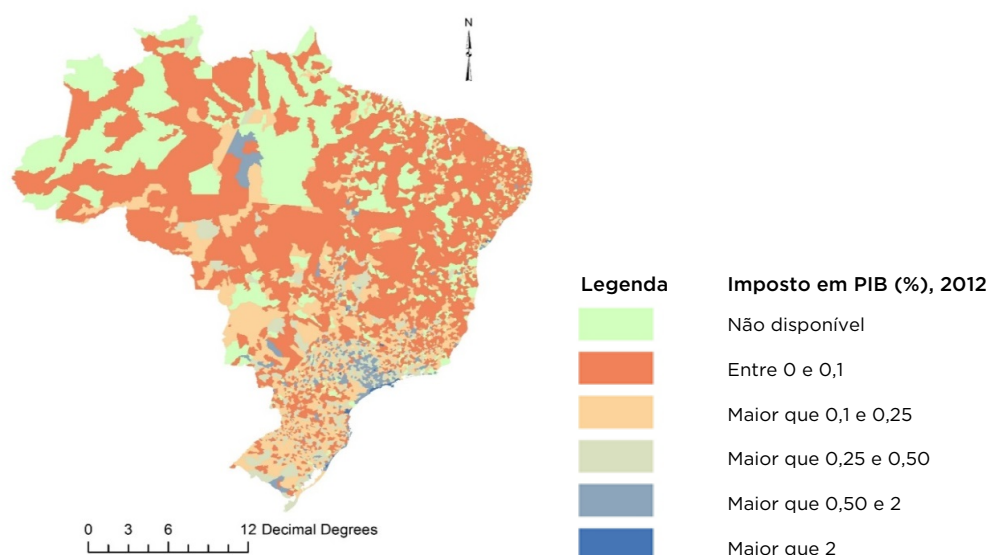 N
Legenda
Imposto em PIB (%), 2012
Não disponível
Entre 0 e 0,1
Maior que 0,1 e 0,25
Maior que 0,25 e 0,50
Maior que 0,50 e 2
Maior que 2
0 3 6 12 Decimal Degrees